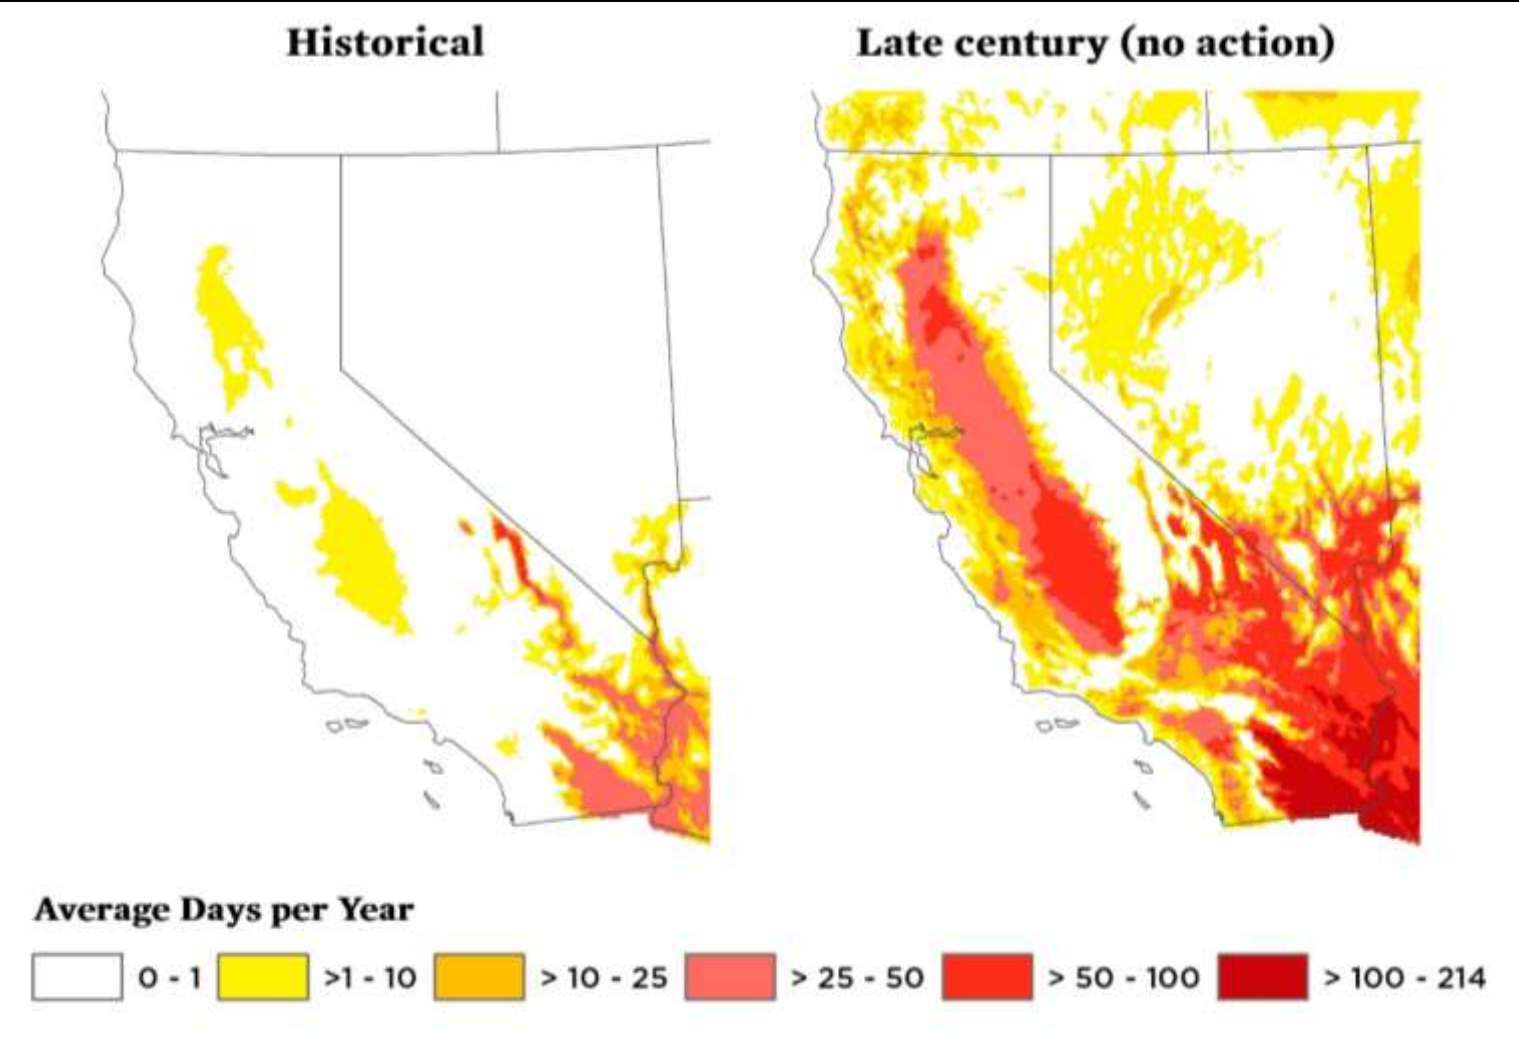 Historical
Late century (no action)
Average Days per Year
0 - 1
>1 - 10
> 10 - 25
> 25 - 50
> 50 - 100
> 100 - 214